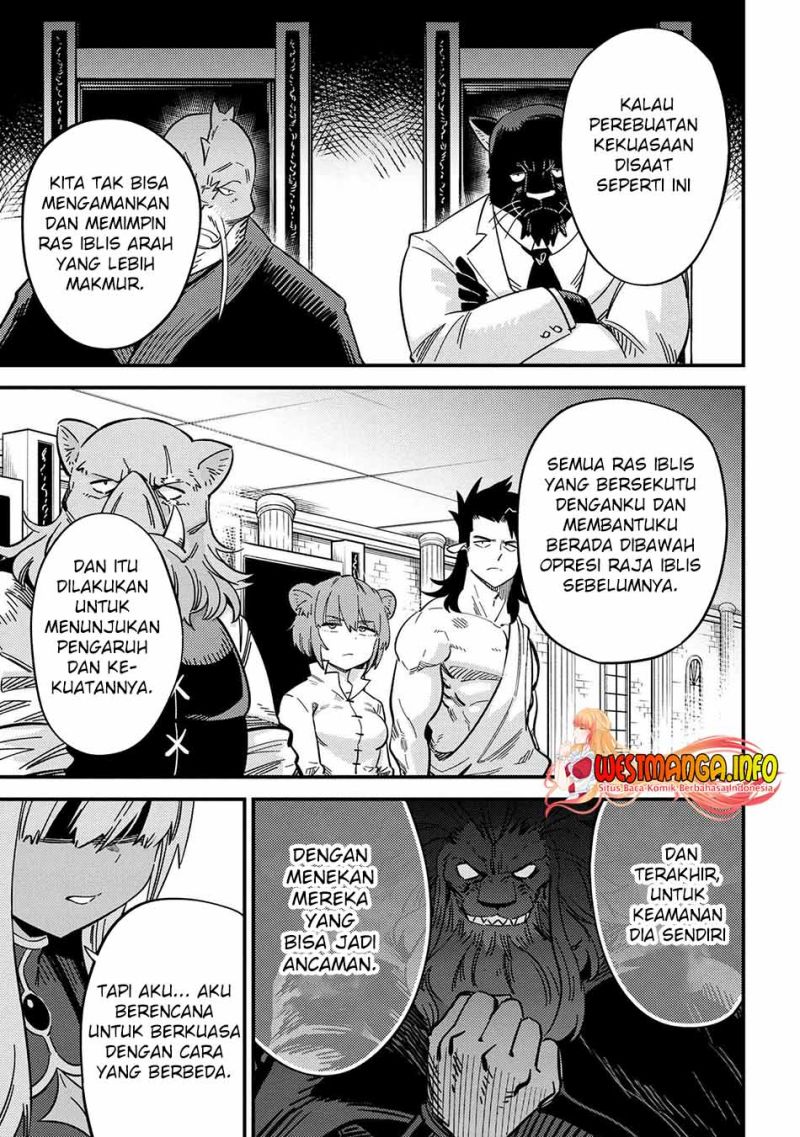 KALAU
PEREBUATAN
KEKUASAAN
DISAAT
SEPERTI INI
KITA TAK BISA
MENGAMANKAN
DAN MEMIMPIN
RAS IBLIS ARAH
YANG LEBIH
MAKMUR.
SEMUA RAS IBLIS
YANG BERSEKUTU
DENGANKU DAN
MEMBANTUKU
BERADA DIBAWAH
OPRESI RAJA IBLIS
SEBELUMNYA.
DAN ITU
DILAKUKAN
UNTUK
MENUNJUKAN
PENGARUH
DAN KE-
KUATANNYA.
WESTMANGA.INFO
Situs Baca Komik Berbahasa Indonesia
DAN
TERAKHIR,
UNTUK
KEAMANAN
DIA SENDIRI
DENGAN
MENEKAN
MEREKA
YANG
BISA JADI
ANCAMAN.
TAPI AKU... AKU
BERENCANA
UNTUK BERKUASA
DENGAN CARA
YANG BERBEDA.